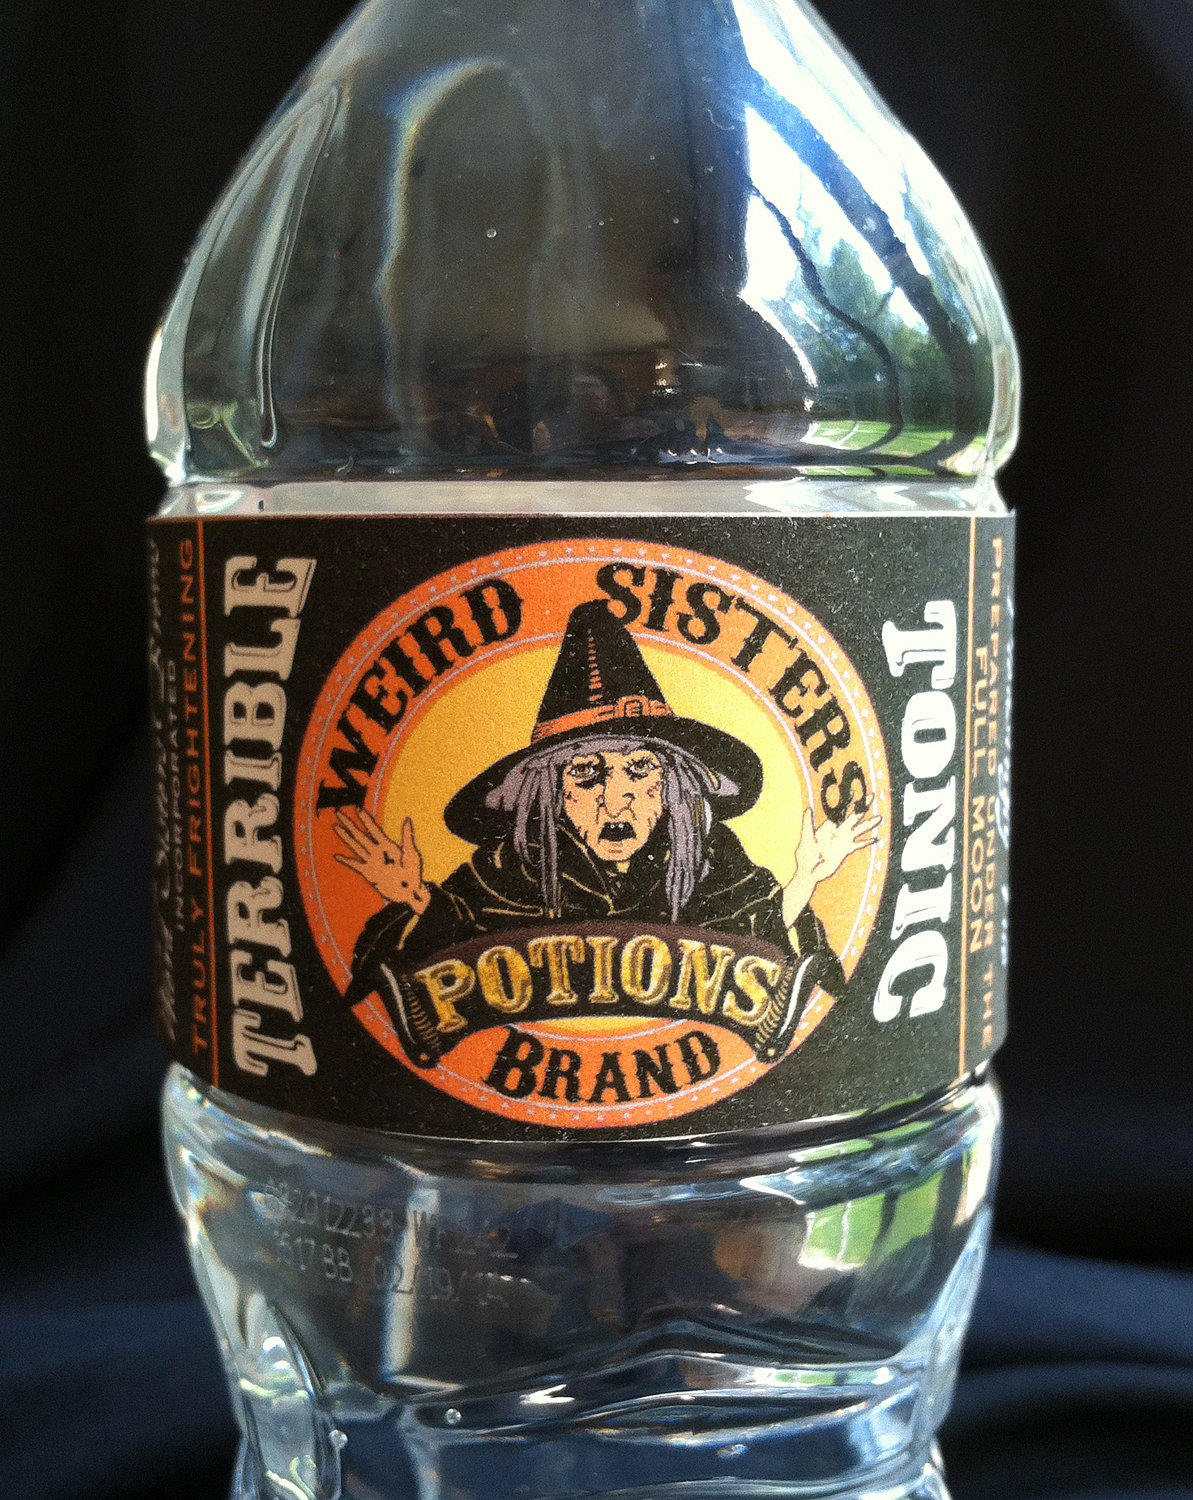 INCORPORATED
TRULY FRIGHTENING
TERRIBLE
WEIRD SISTERS
POTIONS
BRAND
TONIC
PREPARED UNDER THE
FULL MOON